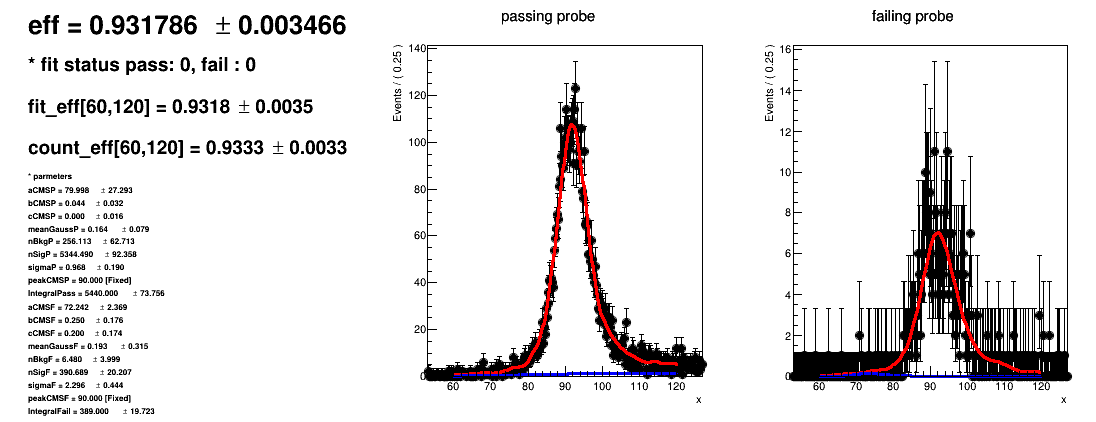 eff = 0.931786 ± 0.003466
* fit status pass: 0, fail : 0
fit_eff[60,120] = 0.9318 ± 0.0035
count_eff[60,120] = 0.9333 ± 0.0033
* parmeters
aCMSP = 79.998 ± 27.293
bCMSP = 0.044 ± 0.032
cCMSP = 0.000 ± 0.016
meanGaussP = 0.164 ± 0.079
nBkgP = 256.113 ± 62.713
nSigP = 5344.490 ± 92.358
sigmaP = 0.968 ± 0.190
peakCMSP = 90.000 [Fixed]
IntegralPass = 5440.000 ± 73.756
aCMSF = 72.242 ± 2.369
bCMSF = 0.250 ± 0.176
cCMSF = 0.200 ± 0.174
meanGaussF = 0.193 ± 0.315
nBkgF = 6.480 ± 3.999
nSigF = 390.689 ± 20.207
sigmaF = 2.296 ± 0.444
peakCMSF = 90.000 [Fixed]
IntegralFail = 389.000 ± 19.723
passing probe
Events / ( 0.25 )
140
120
100
80
60
40
20
0
60 70 80 90 100 110 120
x
failing probe
Events / ( 0.25 )
16
14
12
10
8
6
4
2
0
60 70 80 90 100 110 120
x